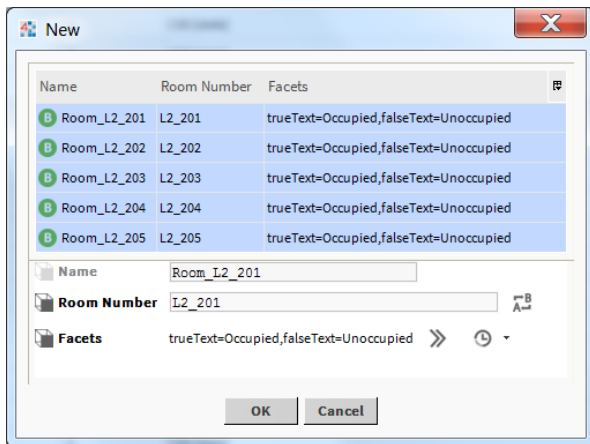 New
Name Room Number Facets
B Room_L2_201 L2_201 trueText=Occupied,falseText=Unoccupied
B Room_L2_202 L2_202 trueText=Occupied,falseText=Unoccupied
B Room_L2_203 L2_203 trueText=Occupied,falseText=Unoccupied
B Room_L2_204 L2_204 trueText=Occupied,falseText=Unoccupied
B Room_L2_205 L2_205 trueText=Occupied,falseText=Unoccupied
Name Room_L2_201
Room Number L2_201
Facets trueText=Occupied,falseText=Unoccupied
OK Cancel